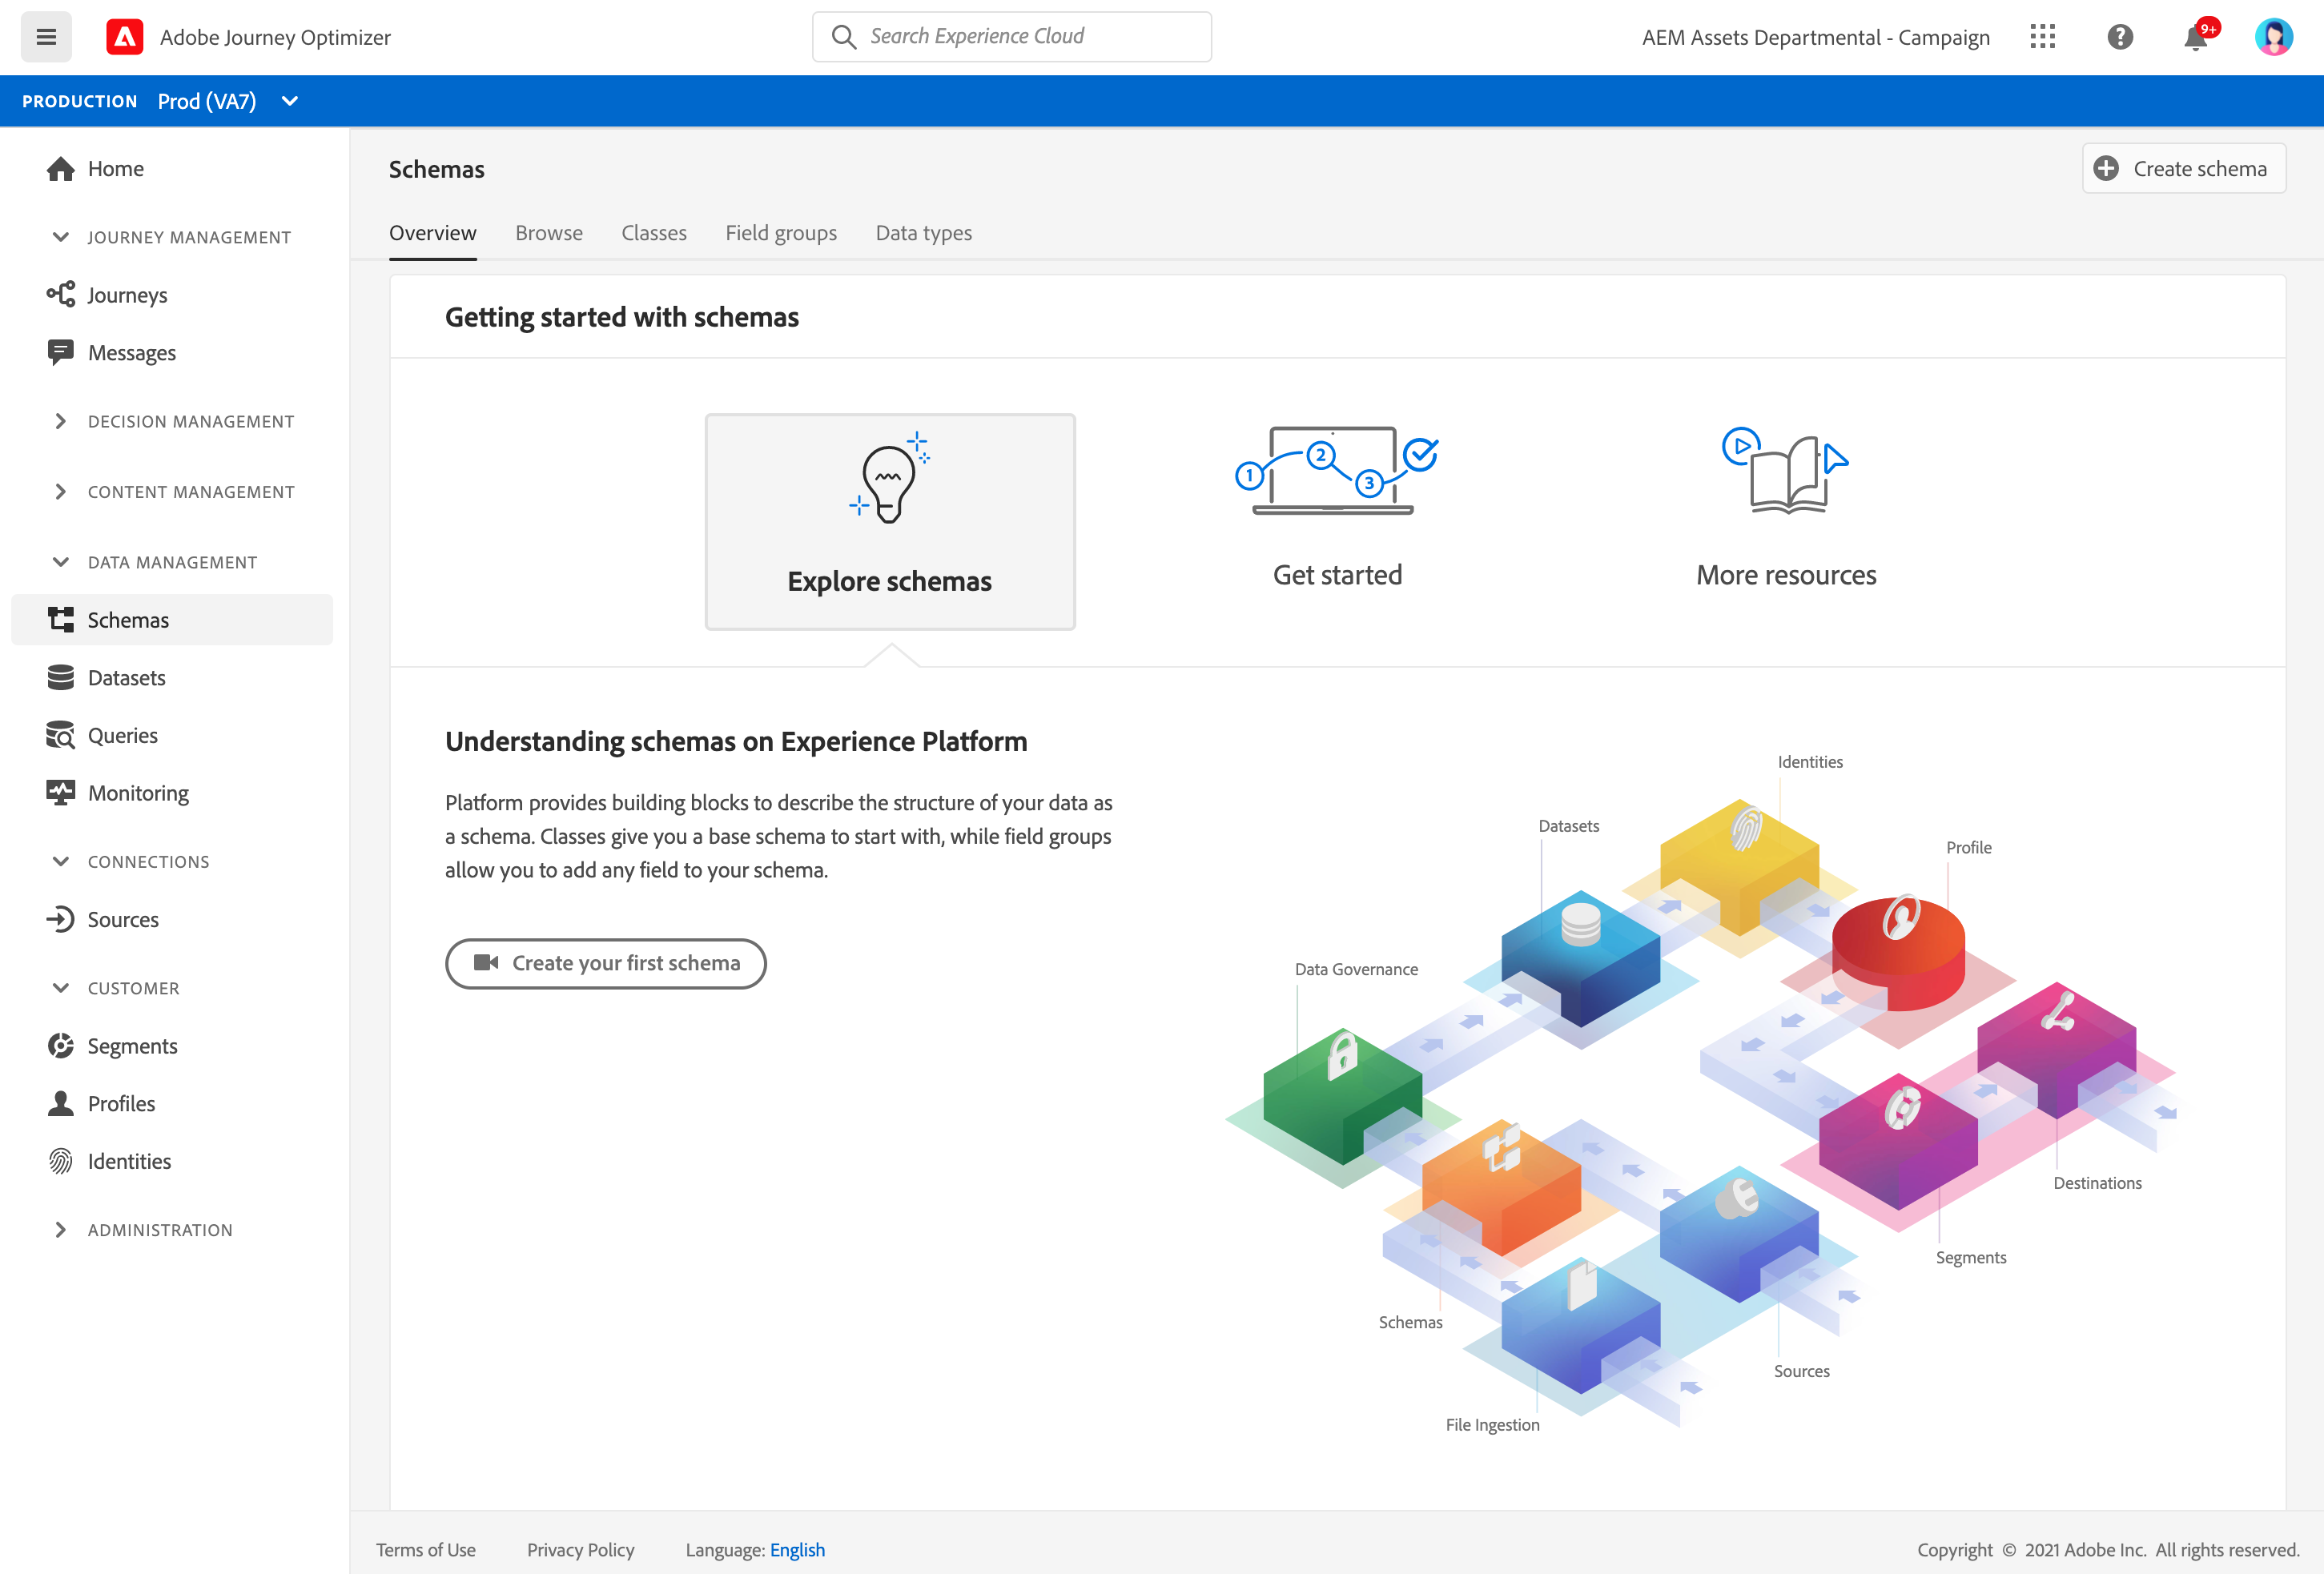 Adobe Journey Optimizer
Search Experience Cloud
AEM Assets Departmental - Campaign
9+
PRODUCTION Prod (VA7)
Home
JOURNEY MANAGEMENT
Journeys
Messages
DECISION MANAGEMENT
CONTENT MANAGEMENT
DATA MANAGEMENT
Schemas
Datasets
Queries
Monitoring
CONNECTIONS
Sources
CUSTOMER
Segments
Profiles
Identities
ADMINISTRATION
Schemas
Create schema
Overview Browse Classes Field groups Data types
Getting started with schemas
Explore schemas
1 2 3
Get started
More resources
Understanding schemas on Experience Platform
Platform provides building blocks to describe the structure of your data as
a schema. Classes give you a base schema to start with, while field groups
allow you to add any field to your schema.
Create your first schema
Identities
Datasets
Profile
Data Governance
Destinations
Segments
Schemas
Sources
File Ingestion
Terms of Use Privacy Policy Language: English
Copyright © 2021 Adobe Inc. All rights reserved.